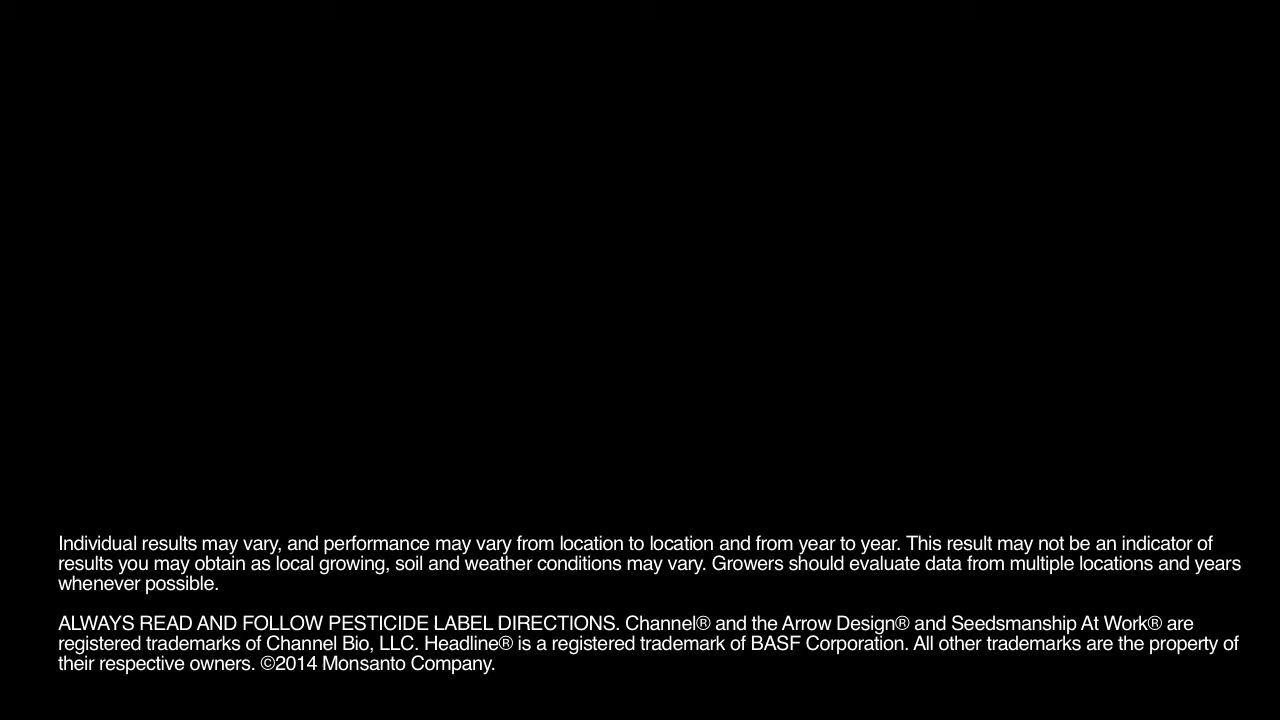 Individual results may vary, and performance may vary from location to location and from year to year. This result may not be an indicator of
results you may obtain as local growing, soil and weather conditions may vary. Growers should evaluate data from multiple locations and years
whenever possible.
ALWAYS READ AND FOLLOW PESTICIDE LABEL DIRECTIONS. Channel® and the Arrow Design® and Seedsmanship At Work® are
registered trademarks of Channel Bio, LLC. Headline® is a registered trademark of BASF Corporation. All other trademarks are the property of
their respective owners. ©2014 Monsanto Company.